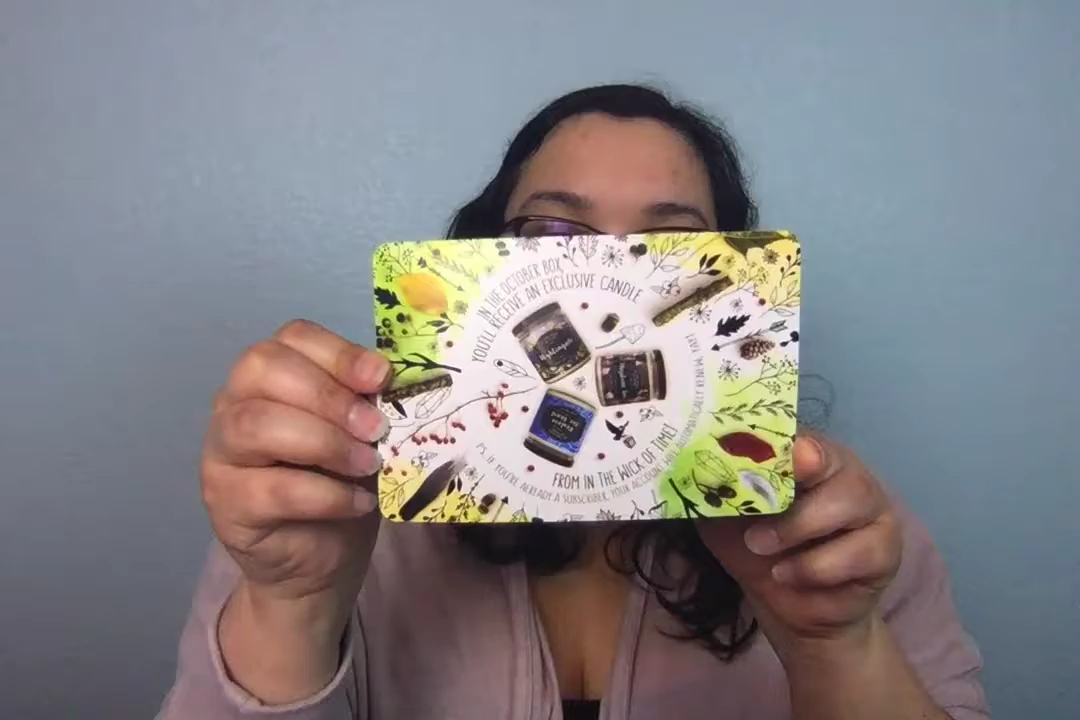 IN THE OCTOBER BOX,
YOU'LL RECEIVE AN EXCLUSIVE CANDLE
Nightingale
FROM IN THE WICK OF TIME!
P.S. IF YOU'RE ALREADY A SUBSCRIBER, YOUR ACCOUNT WILL AUTOMATICALLY RENEW